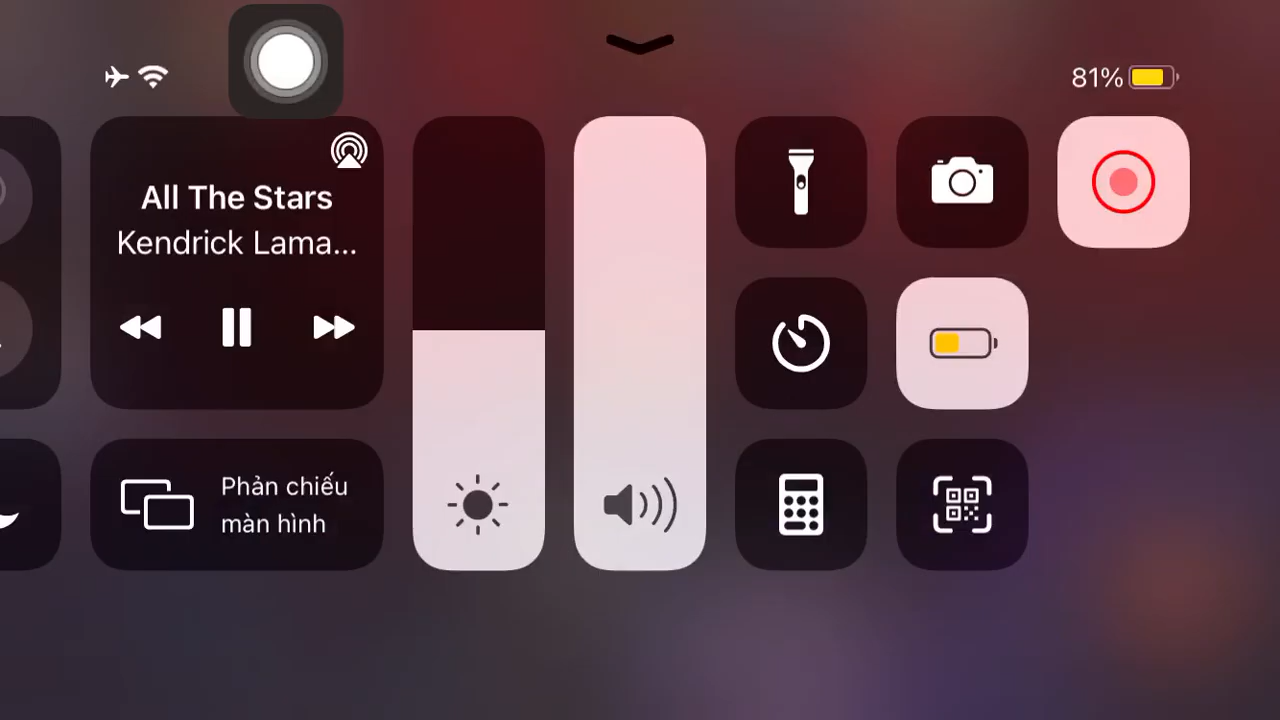 81%
All The Stars
Kendrick Lama...
Phản chiếu
màn hình